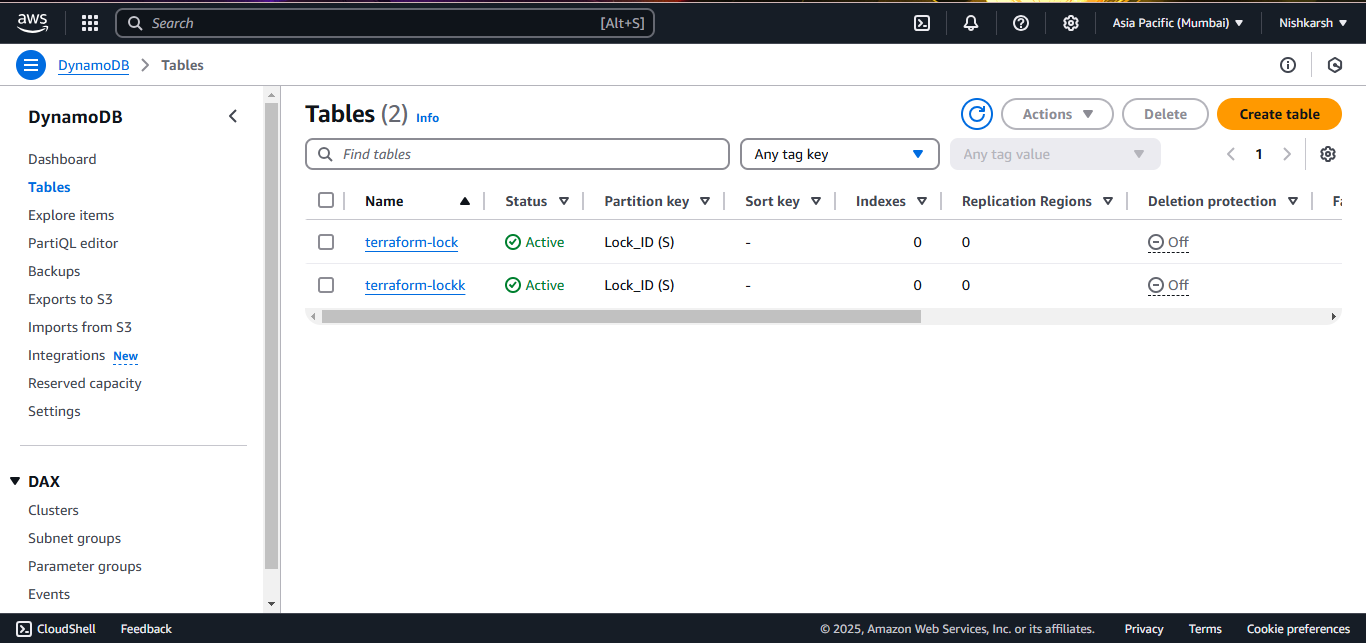 aws Search [Alt+S] Asia Pacific (Mumbai) Nishkarsh
DynamoDB Tables
DynamoDB
Dashboard
Tables
Explore items
PartiQL editor
Backups
Exports to S3
Imports from S3
Integrations New
Reserved capacity
Settings
DAX
Clusters
Subnet groups
Parameter groups
Events
Tables (2) Info Actions Delete Create table
Find tables Any tag key Any tag value 1
Name Status Partition key Sort key Indexes Replication Regions Deletion protection
terraform-lock Active Lock_ID (S) - 0 0 Off
terraform-lockk Active Lock_ID (S) - 0 0 Off
CloudShell Feedback © 2025, Amazon Web Services, Inc. or its affiliates. Privacy Terms Cookie preferences